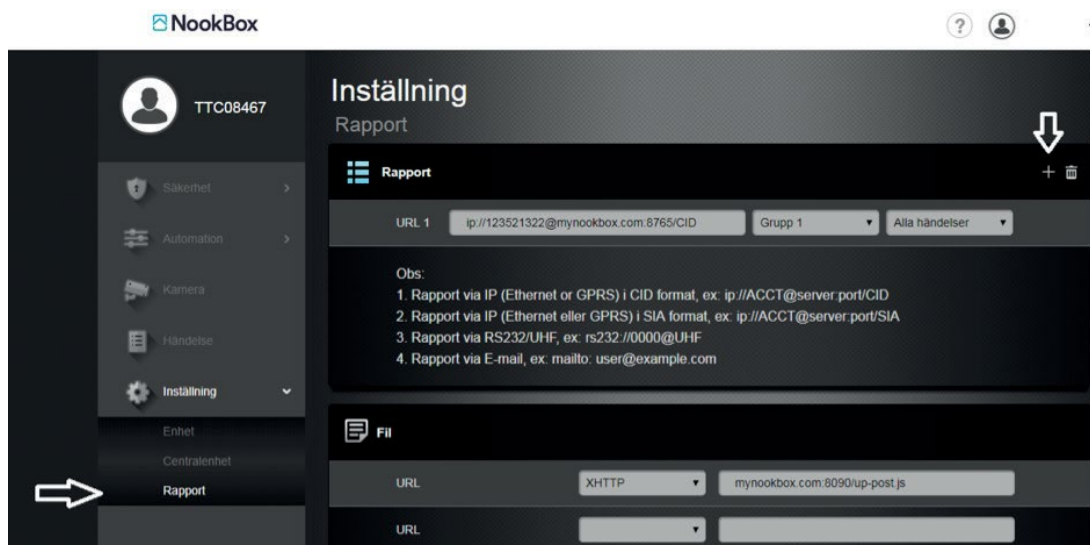 NookBox
?
TTC08467
Säkerhet
Automation
Kamera
Händelse
Inställning
Enhet
Centralenhet
Rapport
Inställning
Rapport
Rapport
URL 1 ip://123521322@mynookbox.com:8765/CID Grupp 1 Alla händelser
Obs:
1. Rapport via IP (Ethernet or GPRS) i CID format, ex: ip://ACCT@server:port/CID
2. Rapport via IP (Ethernet eller GPRS) i SIA format, ex: ip://ACCT@server:port/SIA
3. Rapport via RS232/UHF, ex: rs232://0000@UHF
4. Rapport via E-mail, ex: mailto: user@example.com
Fil
URL XHTTP mynookbox.com:8090/up-post.js
URL